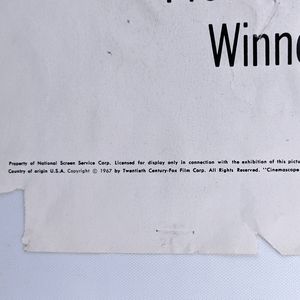 Winne
Property of National Screen Service Corp. Licensed for display only in connection with the exhibition of this pictu
Country of origin U.S.A. Copyright © 1967 by Twentieth Century-Fox Film Corp. All Rights Reserved. "Cinemascope